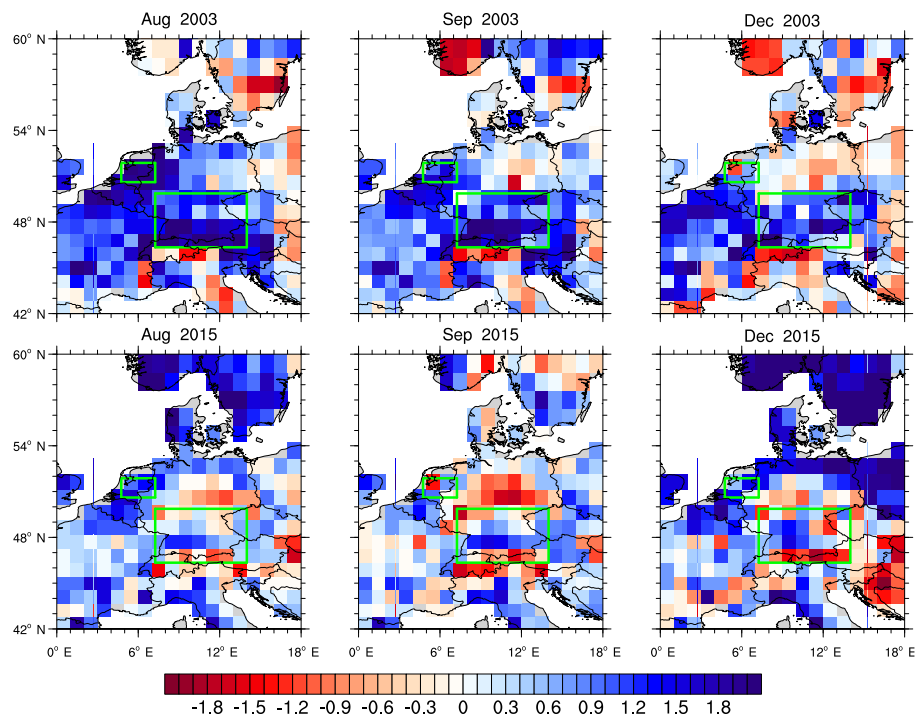 Aug 2003
Sep 2003
Dec 2003
60° N
54° N
48° N
42° N
Aug 2015
Sep 2015
Dec 2015
60° N
54° N
48° N
42° N
0° E 6° E 12° E 18° E
0° E 6° E 12° E 18° E
0° E 6° E 12° E 18° E
-1.8 -1.5 -1.2 -0.9 -0.6 -0.3 0 0.3 0.6 0.9 1.2 1.5 1.8